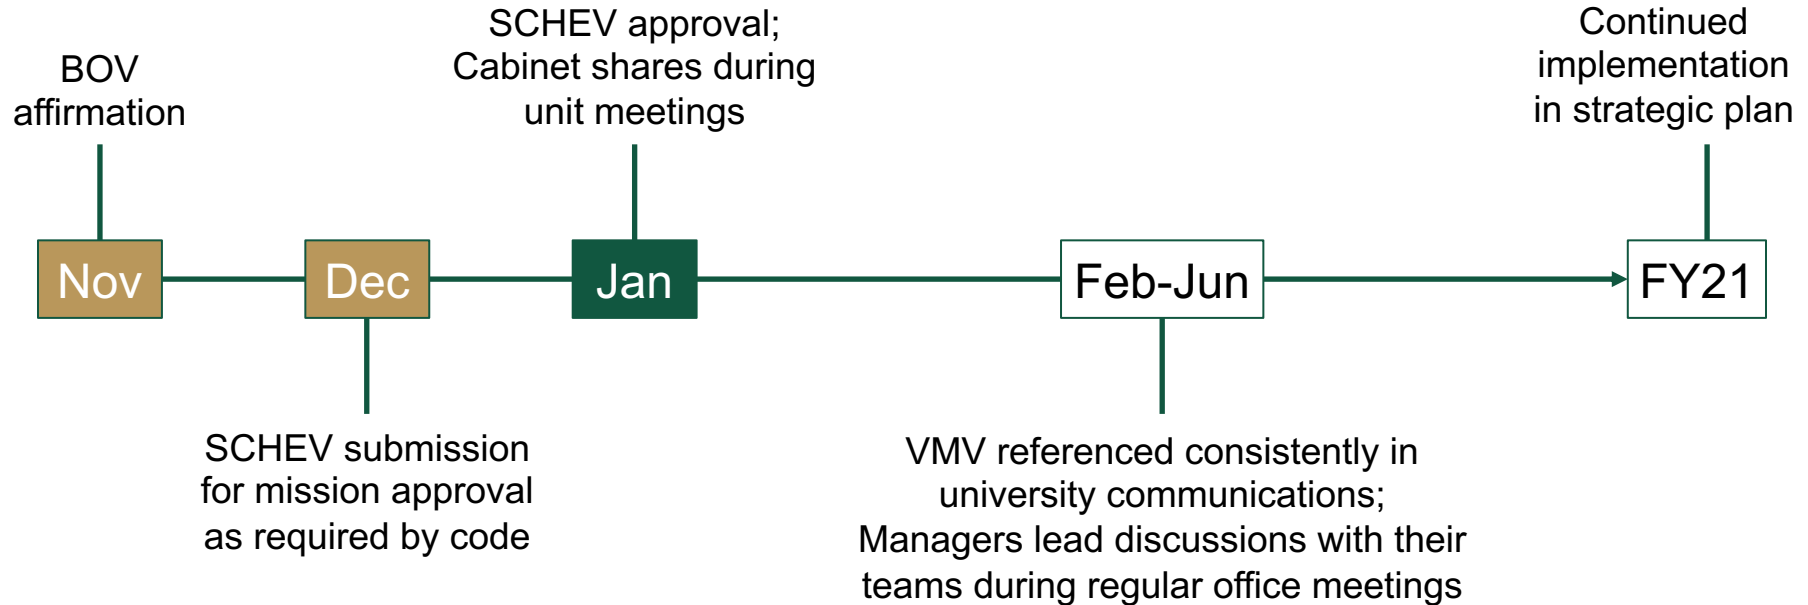 BOV
affirmation
SCHEV approval;
Cabinet shares during
unit meetings
Continued
implementation
in strategic plan
Nov
Dec
Jan
Feb-Jun
FY21
SCHEV submission
for mission approval
as required by code
VMV referenced consistently in
university communications;
Managers lead discussions with their
teams during regular office meetings